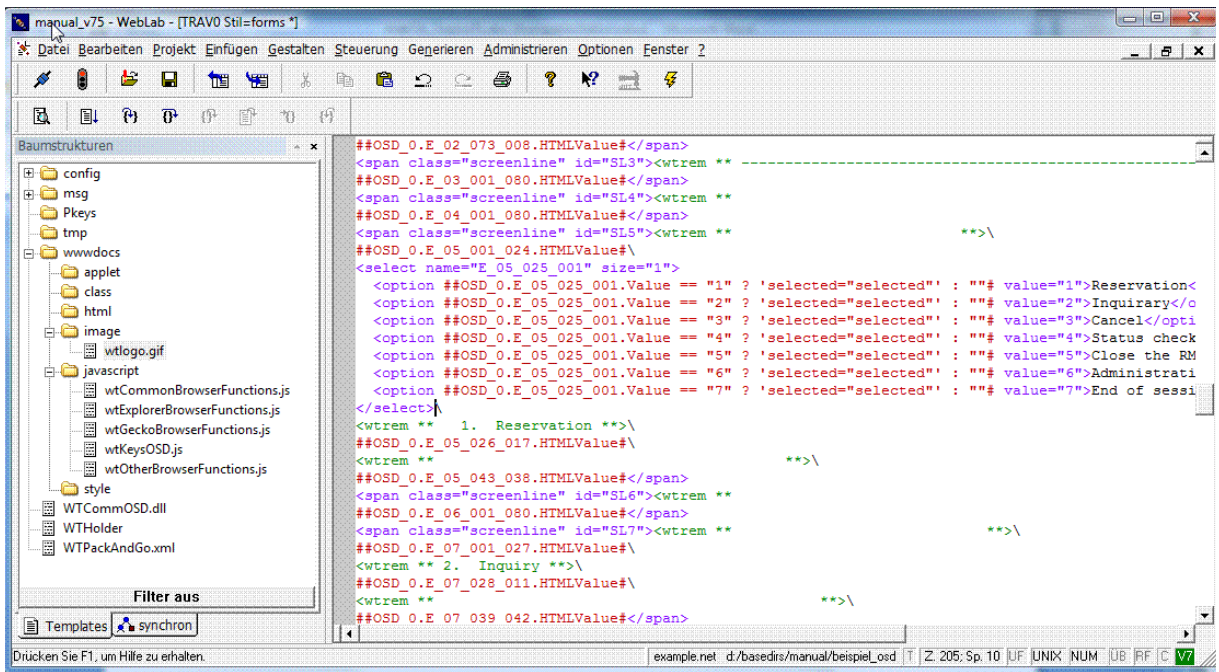 manual_v75 - WebLab - [TRAV0 Stil=forms *]
Datei Bearbeiten Projekt Einfügen Gestalten Steuerung Generieren Administrieren Optionen Fenster ?
Baumstrukturen
config
msg
Pkeys
tmp
wwwdocs
applet
class
html
image
wtlogo.gif
javascript
wtCommonBrowserFunctions.js
wtExplorerBrowserFunctions.js
wtGeckoBrowserFunctions.js
wtKeysOSD.js
wtOtherBrowserFunctions.js
style
WTCommOSD.dll
WTHolder
WTPackAndGo.xml
Filter aus
Templates synchron
##OSD_0.E_02_073_008.HTMLValue#</span>
<span class="screenline" id="SL3"><wtrem ** --------------------------------------------------------
##OSD_0.E_03_001_080.HTMLValue#</span>
<span class="screenline" id="SL4"><wtrem **
##OSD_0.E_04_001_080.HTMLValue#</span>
<span class="screenline" id="SL5"><wtrem ** **>\
##OSD_0.E_05_001_024.HTMLValue#\
<select name="E_05_025_001" size="1">
<option ##OSD_0.E_05_025_001.Value == "1" ? 'selected="selected"' : ""# value="1">Reservation<
<option ##OSD_0.E_05_025_001.Value == "2" ? 'selected="selected"' : ""# value="2">Inquirary</o
<option ##OSD_0.E_05_025_001.Value == "3" ? 'selected="selected"' : ""# value="3">Cancel</opti
<option ##OSD_0.E_05_025_001.Value == "4" ? 'selected="selected"' : ""# value="4">Status check
<option ##OSD_0.E_05_025_001.Value == "5" ? 'selected="selected"' : ""# value="5">Close the RM
<option ##OSD_0.E_05_025_001.Value == "6" ? 'selected="selected"' : ""# value="6">Administrati
<option ##OSD_0.E_05_025_001.Value == "7" ? 'selected="selected"' : ""# value="7">End of sessi
</select>\
<wtrem ** 1. Reservation **>\
##OSD_0.E_05_026_017.HTMLValue#\
<wtrem ** **>\
##OSD_0.E_05_043_038.HTMLValue#</span>
<span class="screenline" id="SL6"><wtrem **
##OSD_0.E_06_001_080.HTMLValue#</span>
<span class="screenline" id="SL7"><wtrem ** **>\
##OSD_0.E_07_001_027.HTMLValue#\
<wtrem ** 2. Inquiry **>\
##OSD_0.E_07_028_011.HTMLValue#\
<wtrem ** **>\
##OSD_0.E_07_039_042.HTMLValue#</span>
Drücken Sie F1, um Hilfe zu erhalten. example.net d:/basedirs/manual/beispiel_osd T Z. 205; Sp. 10 UF UNIX NUM ÜB RF C V7